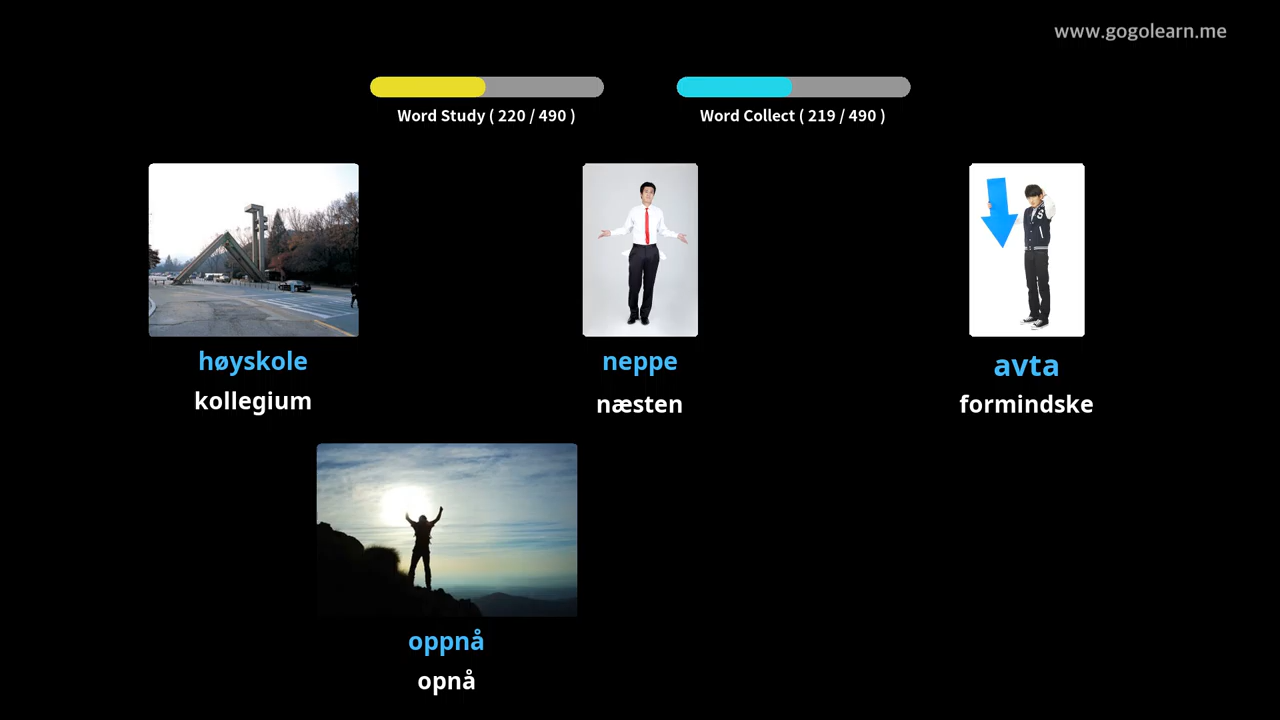 www.gogolearn.me
Word Study ( 220 / 490 )
Word Collect ( 219 / 490 )
høyskole
kollegium
neppe
næsten
avta
formindske
oppnå
opnå